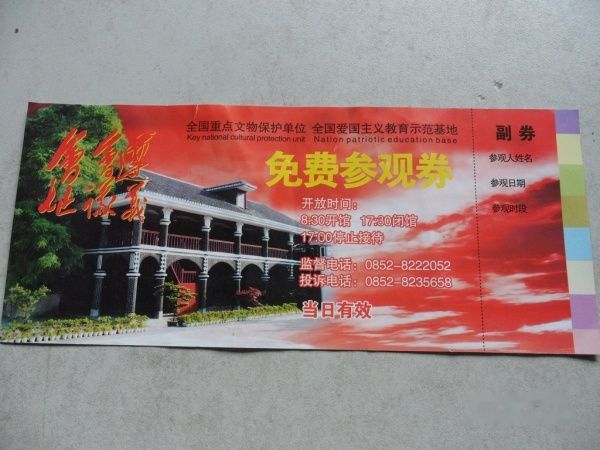 遵义会议会址
全国重点文物保护单位 全国爱国主义教育示范基地
Key national cultural protection unit Nation patriotic education base
免费参观券
开放时间：
8:30开馆 17:30闭馆
17:00停止接待
监督电话：0852-8222052
投诉电话：0852-8235658
当日有效
副 券
参观人姓名
参观日期
参观时段